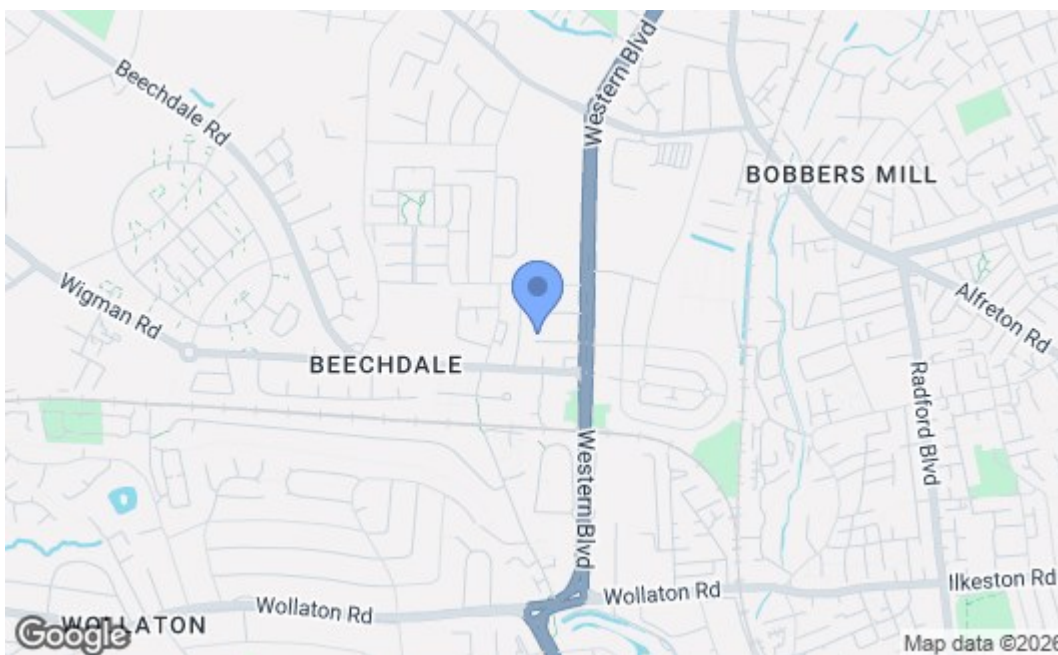 Western Blvd
Beechdale Rd
BOBBERS MILL
Wigman Rd
Alfreton Rd
BEECHDALE
Radford Blvd
Western Blvd
Ilkeston Rd
Wollaton Rd
Wollaton Rd
WOLLATON
Google
Map data ©2026